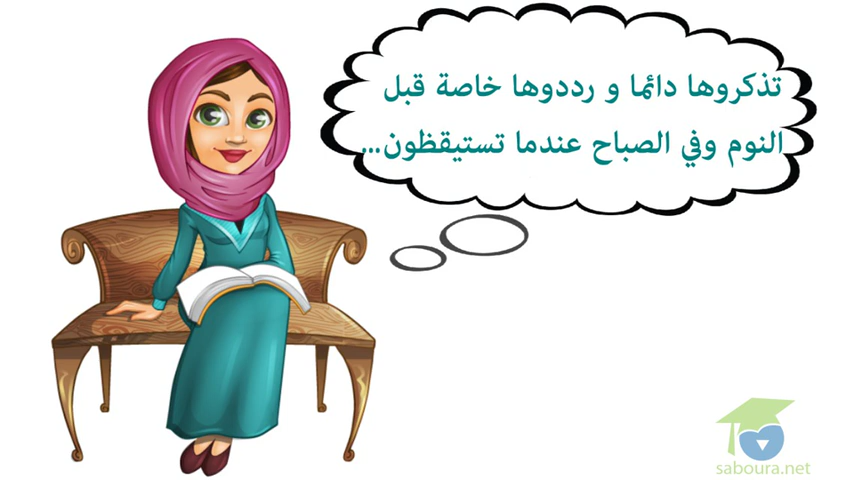 تذكروها دائما و رددوها خاصة قبل
النوم وفي الصباح عندما تستيقظون...
saboura.net